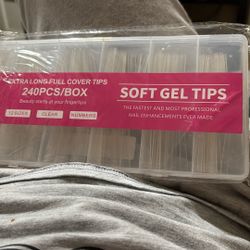 EXTRA LONG FULL COVER TIPS
240PCS/BOX
Beauty starts at your fingertips
12 SIZES CLEAR NUMBERS
SOFT GEL TIPS
THE FASTEST AND MOST PROFESSIONAL
NAIL ENHANCEMENTS EVER MADE.